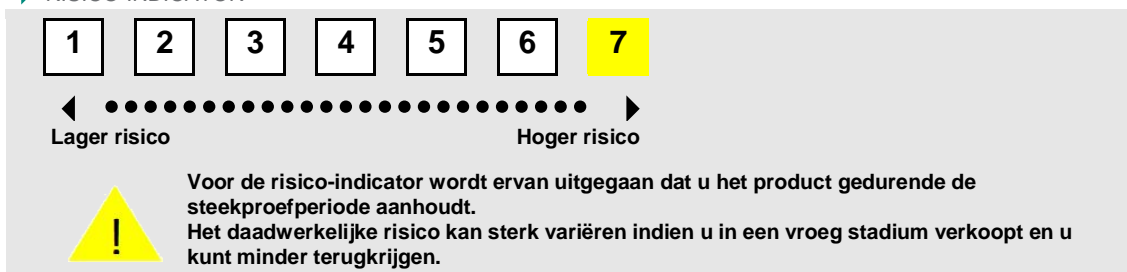 RISICO-INDICATOR
1 2 3 4 5 6 7
Lager risico Hoger risico
Voor de risico-indicator wordt ervan uitgegaan dat u het product gedurende de
steekproefperiode aanhoudt.
!
Het daadwerkelijke risico kan sterk variëren indien u in een vroeg stadium verkoopt en u
kunt minder terugkrijgen.